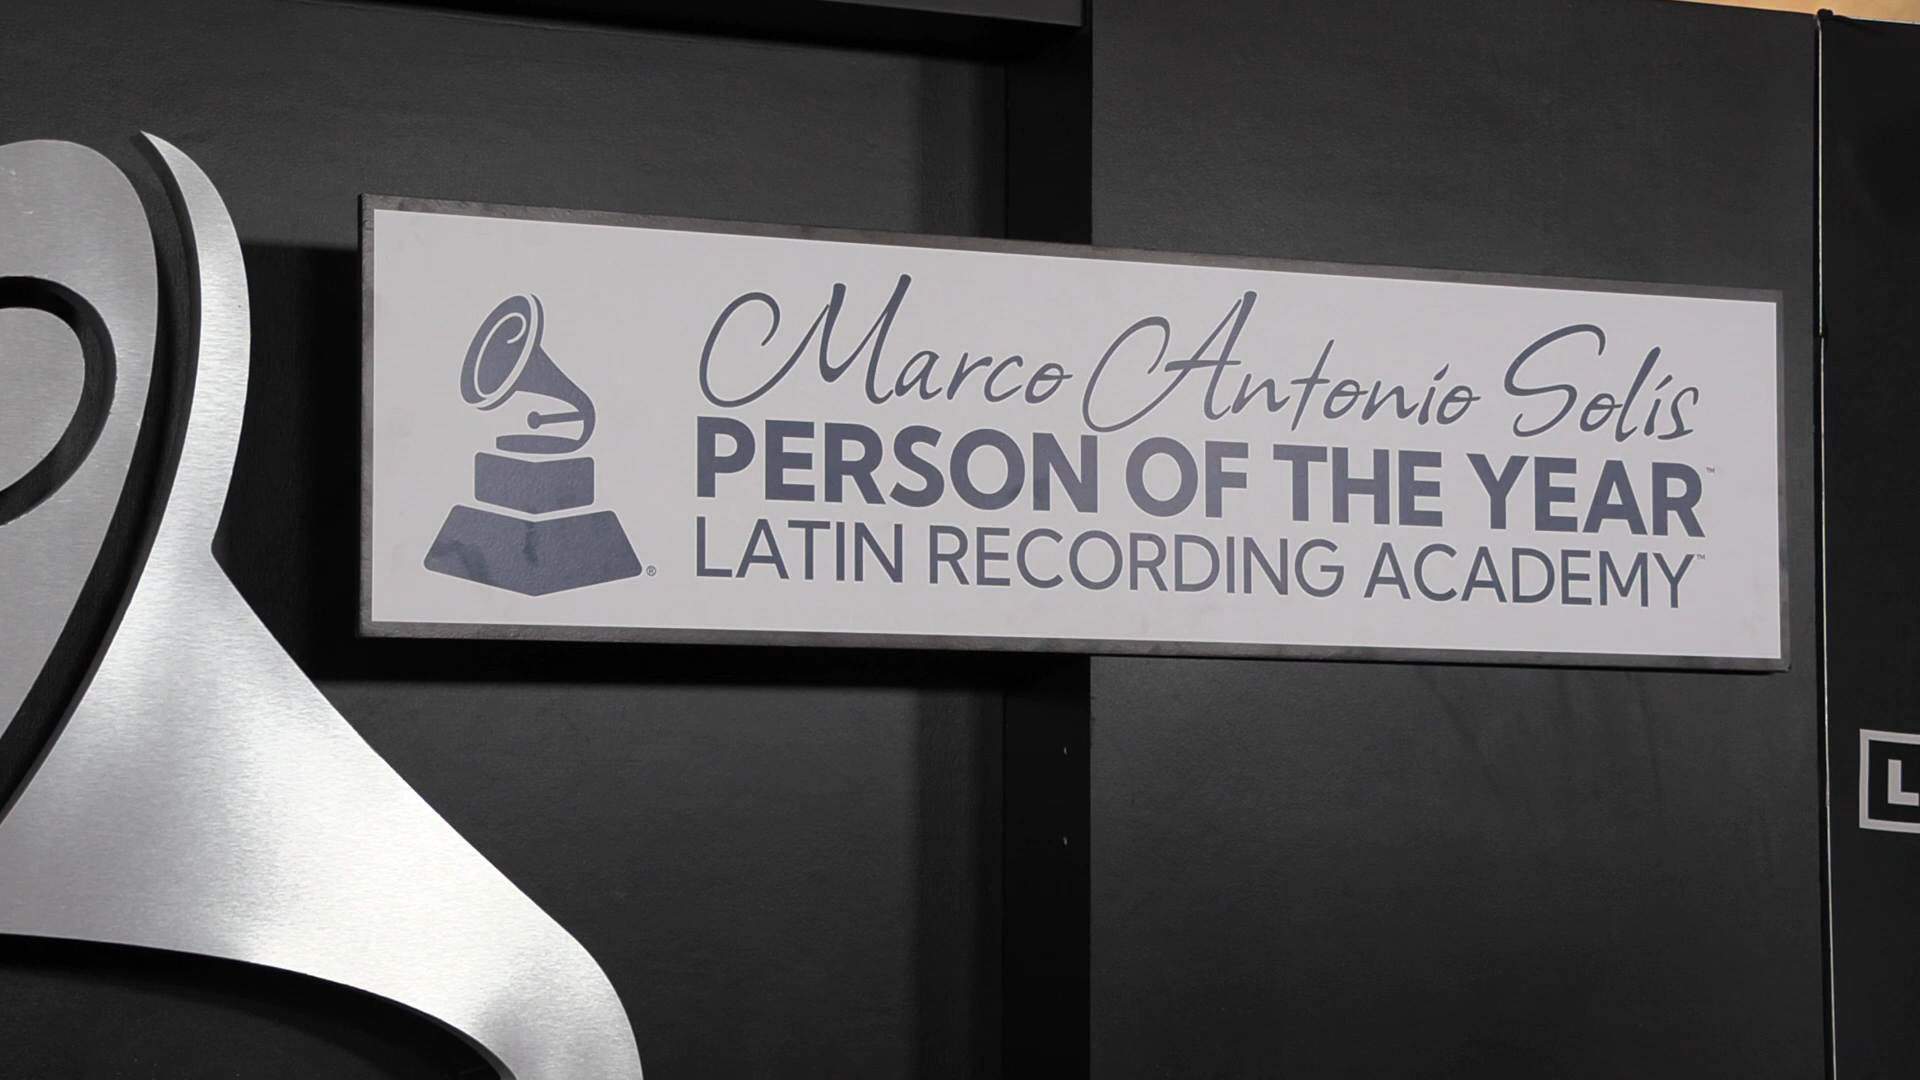 Marco Antonio Solís
PERSON OF THE YEAR™
LATIN RECORDING ACADEMY™
®
L